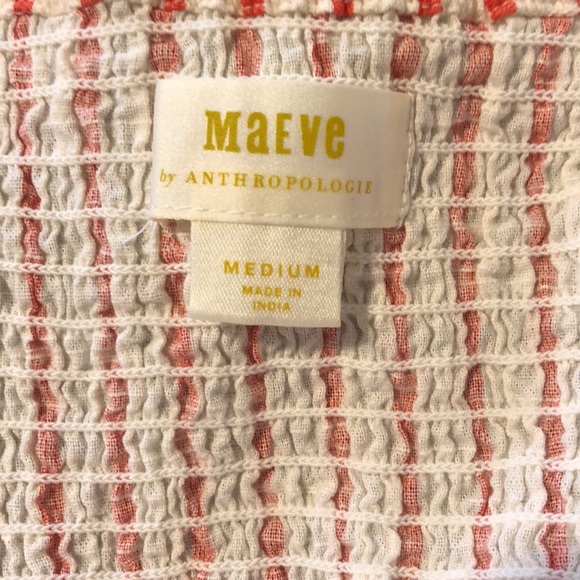 MaEVe
by ANTHROPOLOGIE
MEDIUM
MADE IN
INDIA